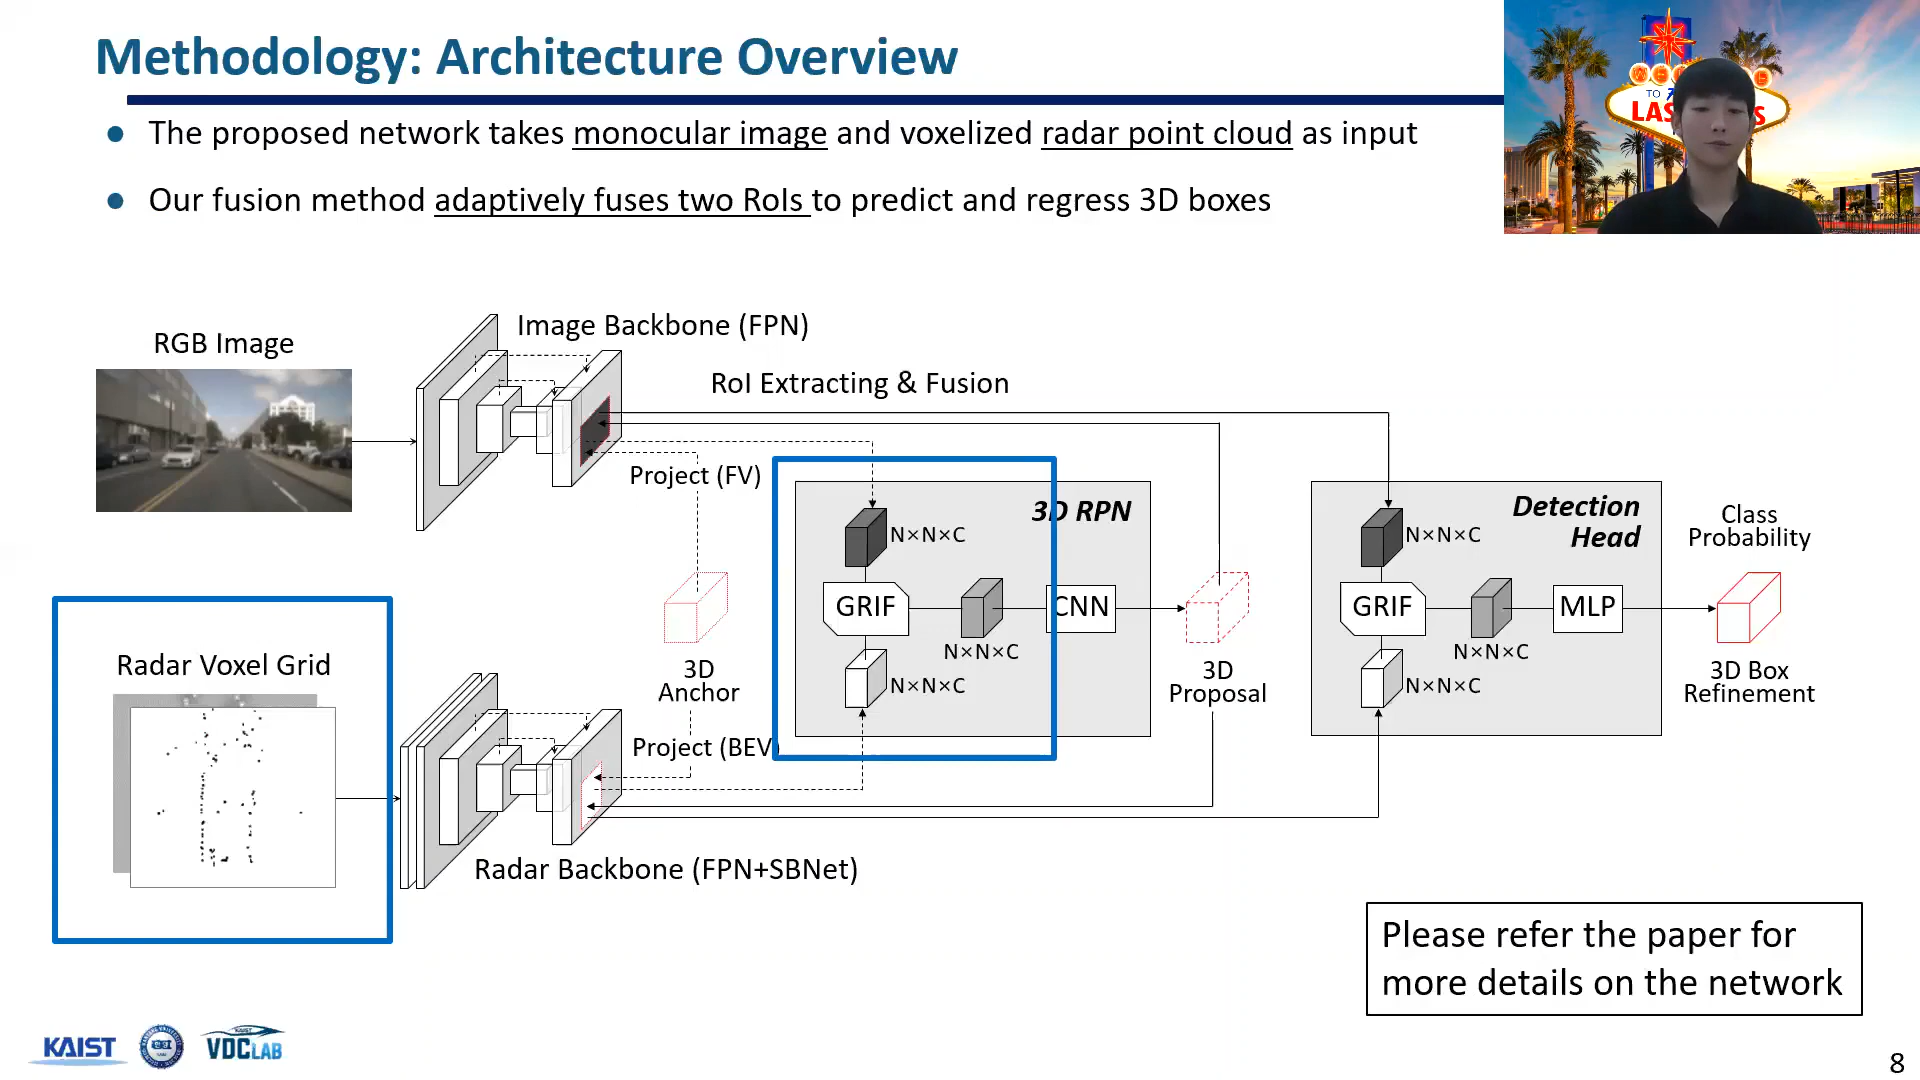 Methodology: Architecture Overview
The proposed network takes monocular image and voxelized radar point cloud as input
Our fusion method adaptively fuses two RoIs to predict and regress 3D boxes
TO
LAS
S
RGB Image
Image Backbone (FPN)
RoI Extracting & Fusion
Project (FV)
3D RPN
N×N×C
GRIF
CNN
N×N×C
N×N×C
3D
Anchor
Project (BEV)
3D
Proposal
Detection
Head
N×N×C
GRIF
MLP
N×N×C
N×N×C
Class
Probability
3D Box
Refinement
Radar Voxel Grid
Radar Backbone (FPN+SBNet)
Please refer the paper for
more details on the network
KAIST
KAIST
VDCLAB
8